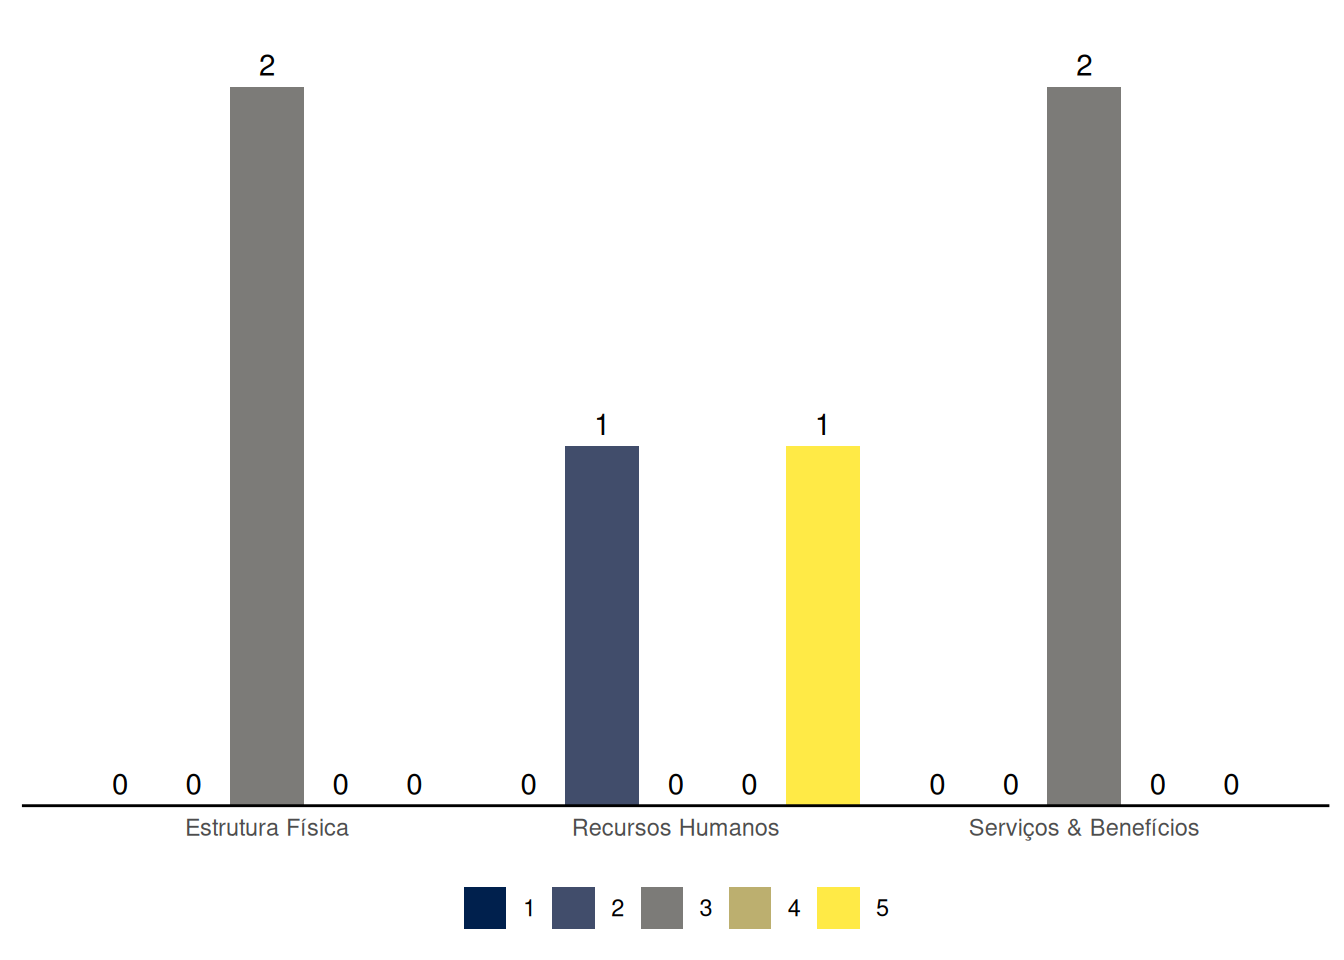 2 2
1 1
0 0 0 0 0 0 0 0 0 0 0
Estrutura Física Recursos Humanos Serviços & Benefícios
1 2 3 4 5